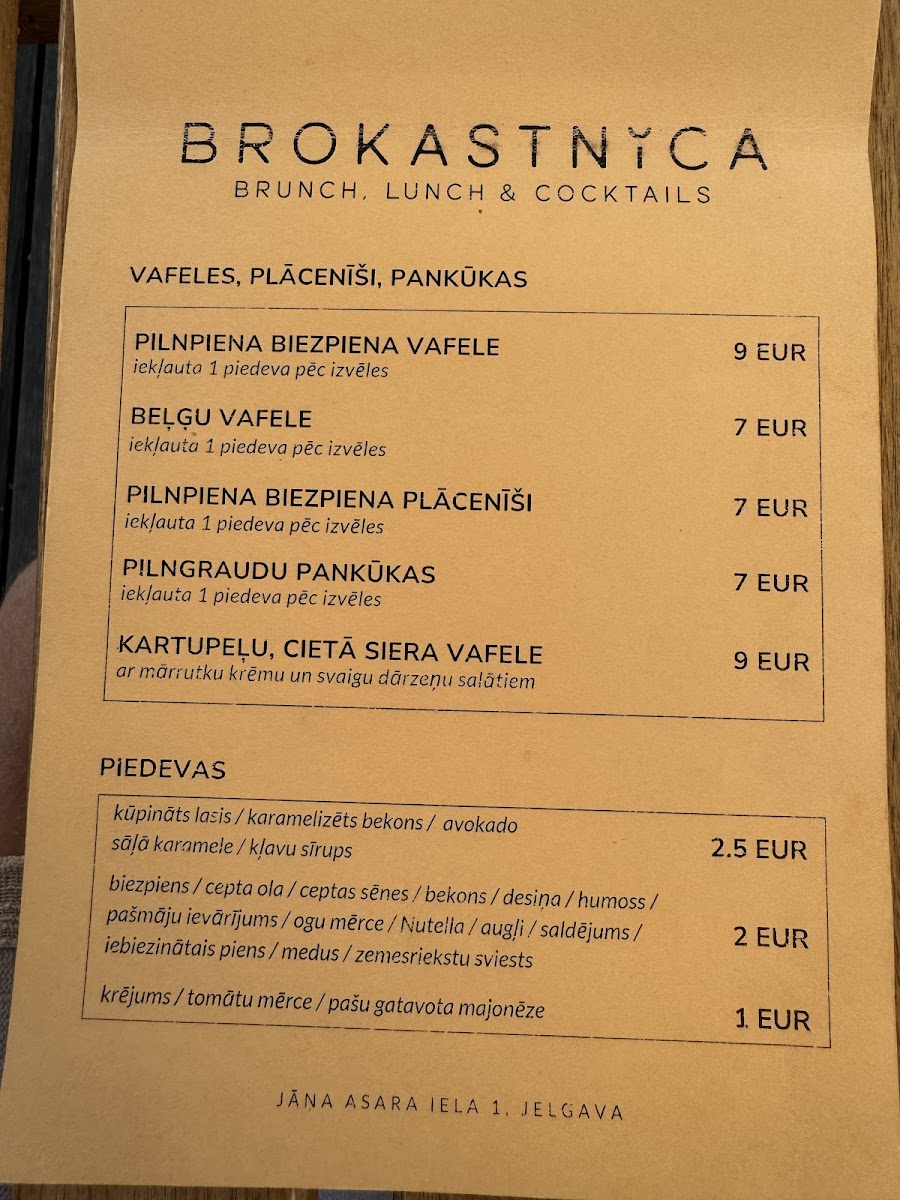 BROKASTNYCA
BRUNCH, LUNCH & COCKTAILS
VAFELES, PLĀCENĪŠI, PANKŪKAS
PILNPIENA BIEZPIENA VAFELE 9 EUR
iekļauta 1 piedeva pēc izvēles
BEĻĢU VAFELE 7 EUR
iekļauta 1 piedeva pēc izvēles
PILNPIENA BIEZPIENA PLĀCENĪŠI 7 EUR
iekļauta 1 piedeva pēc izvēles
PILNGRAUDU PANKŪKAS 7 EUR
iekļauta 1 piedeva pēc izvēles
KARTUPEĻU, CIETĀ SIERA VAFELE 9 EUR
ar mārrutku krēmu un svaigu dārzeņu salātiem
PIEDEVAS
kūpināts lasis / karamelizēts bekons / avokado
sāļā karamele / kļavu sīrups 2.5 EUR
biezpiens / cepta ola / ceptas sēnes / bekons / desiņa / humoss /
pašmāju ievārījums / ogu mērce / Nutella / augļi / saldējums / 2 EUR
iebiezinātais piens / medus / zemesriekstu sviests
krējums / tomātu mērce / pašu gatavota majonēze 1 EUR
JĀŅA ASARA IELA 1, JELGAVA